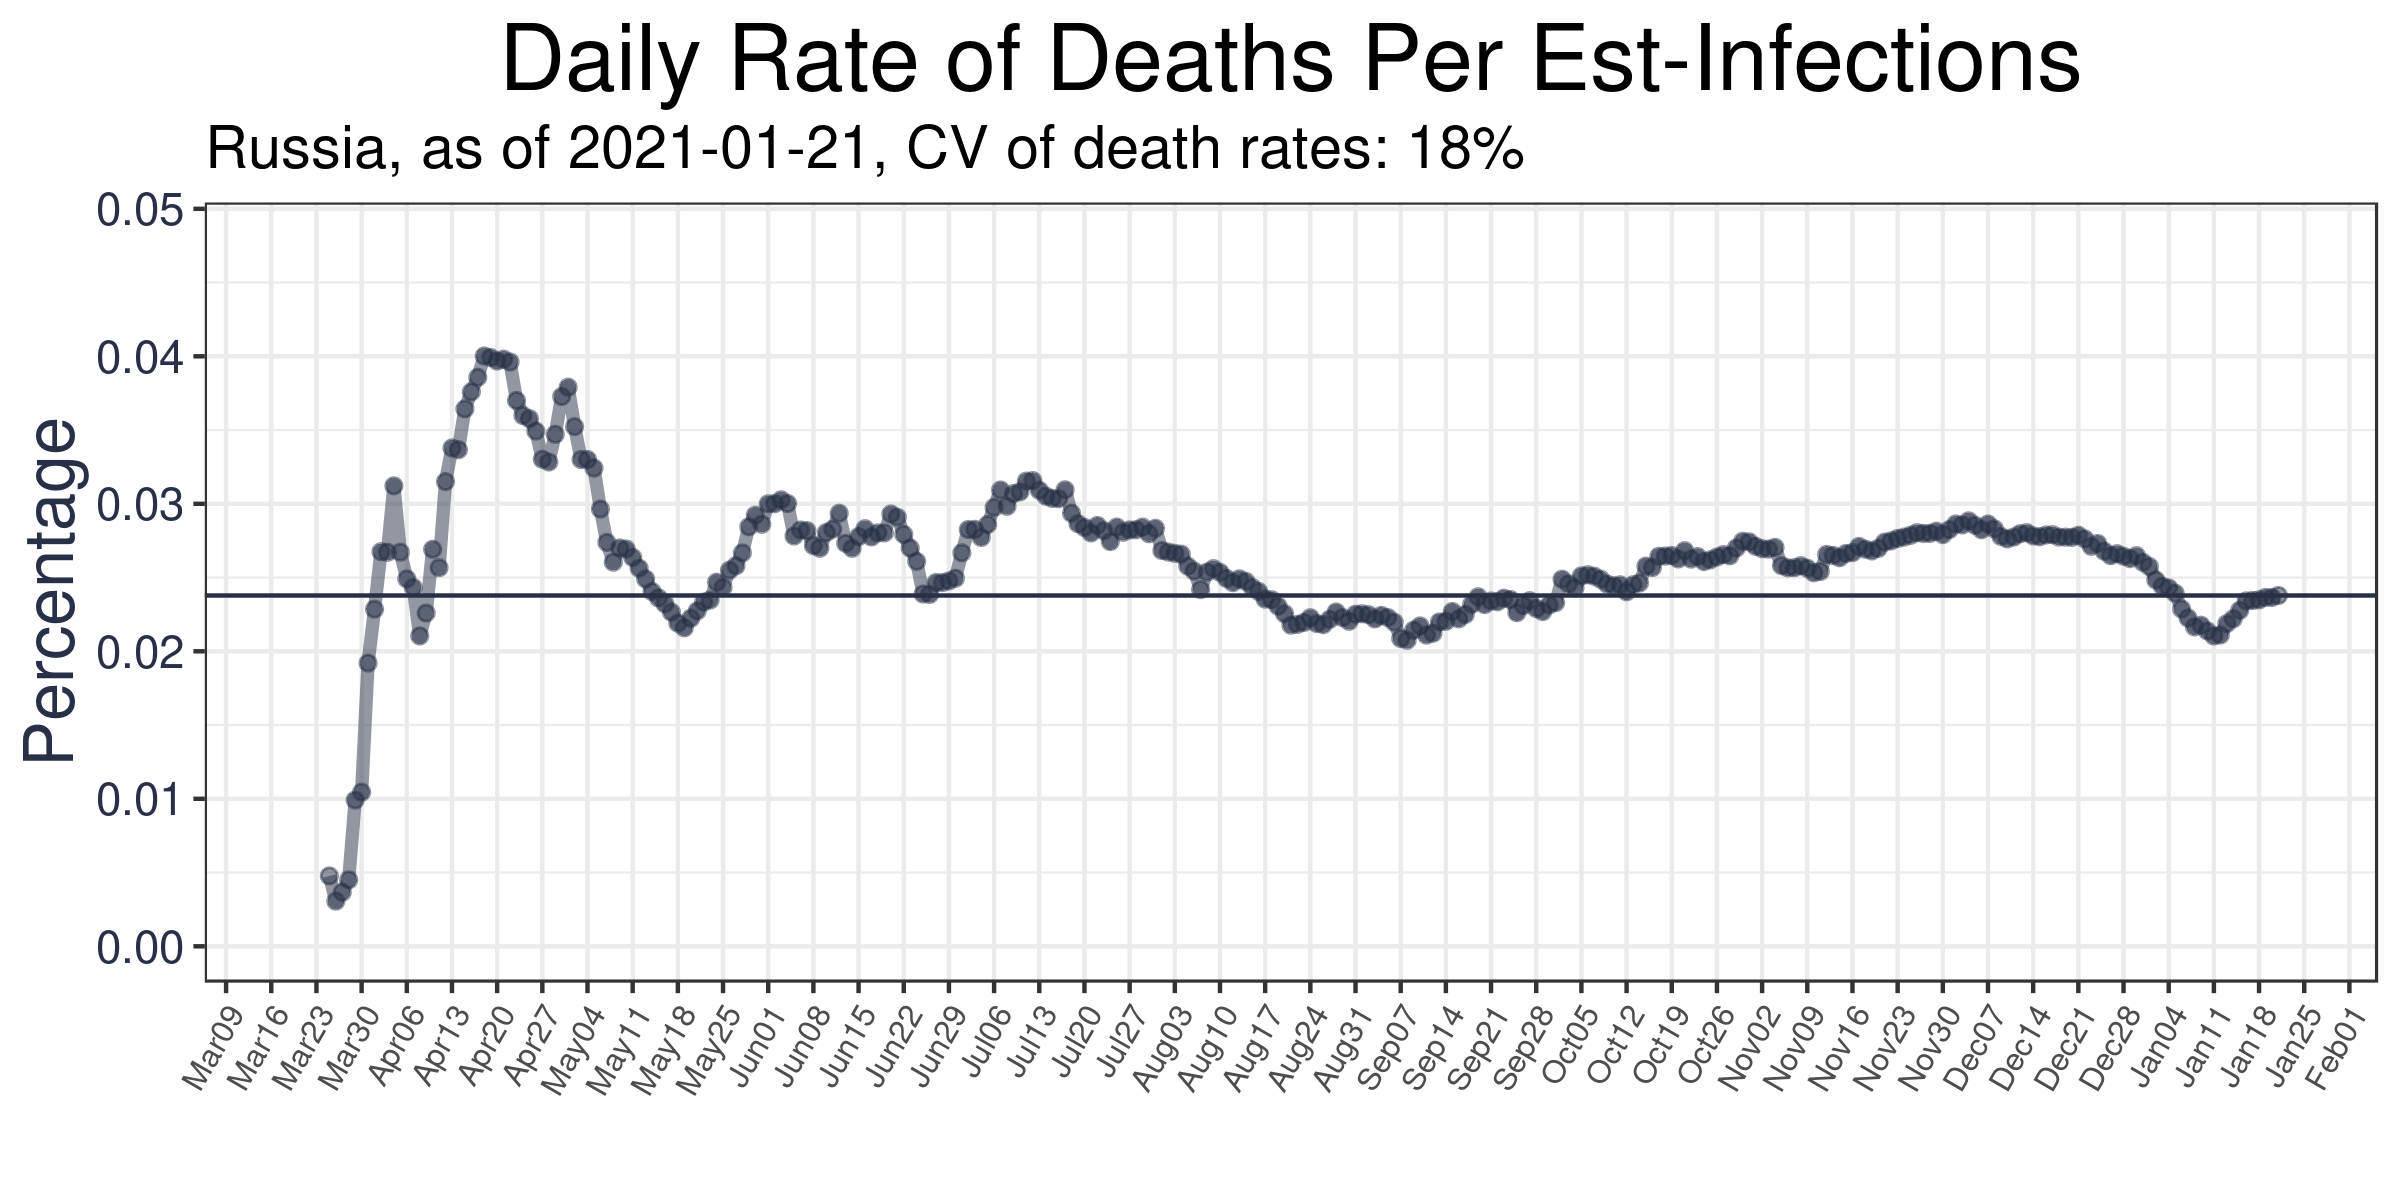 Daily Rate of Deaths Per Est-Infections
Russia, as of 2021-01-21, CV of death rates: 18%
Percentage
0.05
0.04
0.03
0.02
0.01
0.00
Mar09
Mar16
Mar23
Mar30
Apr06
Apr13
Apr20
Apr27
May04
May11
May18
May25
Jun01
Jun08
Jun15
Jun22
Jun29
Jul06
Jul13
Jul20
Jul27
Aug03
Aug10
Aug17
Aug24
Aug31
Sep07
Sep14
Sep21
Sep28
Oct05
Oct12
Oct19
Oct26
Nov02
Nov09
Nov16
Nov23
Nov30
Dec07
Dec14
Dec21
Dec28
Jan04
Jan11
Jan18
Jan25
Feb01